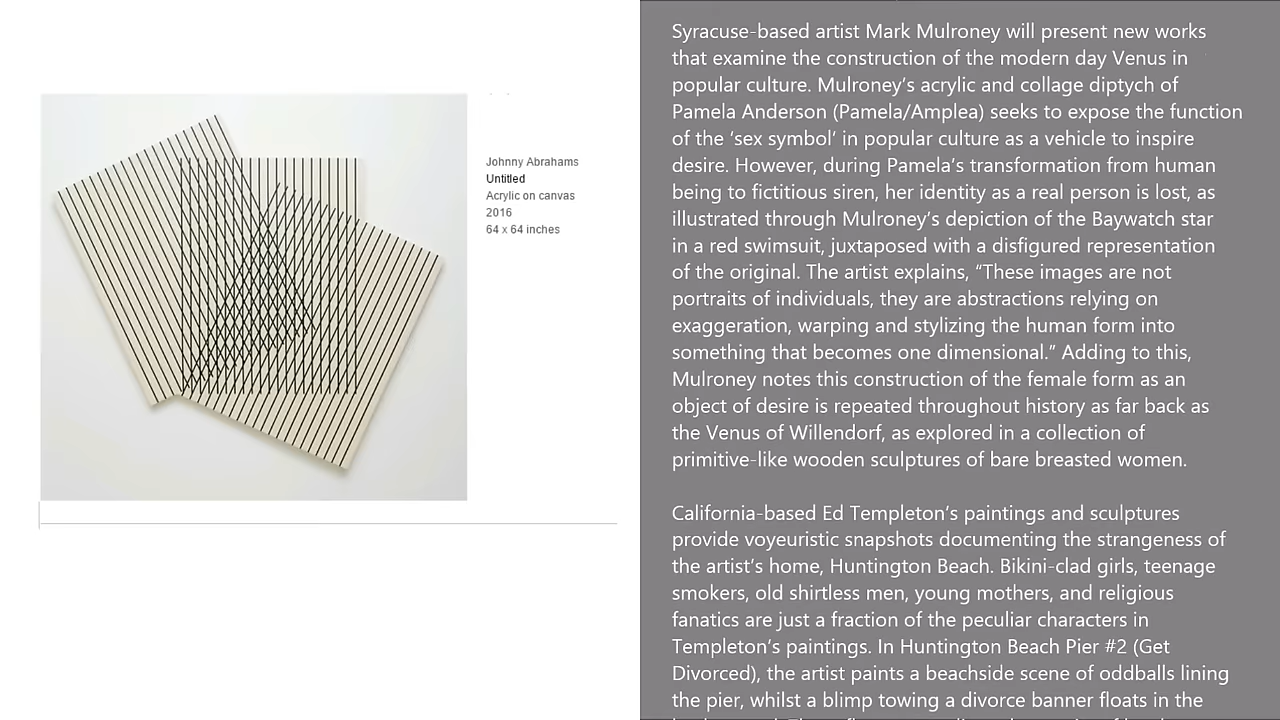 Johnny Abrahams
Untitled
Acrylic on canvas
2016
64 x 64 inches
Syracuse-based artist Mark Mulroney will present new works
that examine the construction of the modern day Venus in
popular culture. Mulroney’s acrylic and collage diptych of
Pamela Anderson (Pamela/Amplea) seeks to expose the function
of the ‘sex symbol’ in popular culture as a vehicle to inspire
desire. However, during Pamela’s transformation from human
being to fictitious siren, her identity as a real person is lost, as
illustrated through Mulroney’s depiction of the Baywatch star
in a red swimsuit, juxtaposed with a disfigured representation
of the original. The artist explains, “These images are not
portraits of individuals, they are abstractions relying on
exaggeration, warping and stylizing the human form into
something that becomes one dimensional.” Adding to this,
Mulroney notes this construction of the female form as an
object of desire is repeated throughout history as far back as
the Venus of Willendorf, as explored in a collection of
primitive-like wooden sculptures of bare breasted women.
California-based Ed Templeton’s paintings and sculptures
provide voyeuristic snapshots documenting the strangeness of
the artist’s home, Huntington Beach. Bikini-clad girls, teenage
smokers, old shirtless men, young mothers, and religious
fanatics are just a fraction of the peculiar characters in
Templeton’s paintings. In Huntington Beach Pier #2 (Get
Divorced), the artist paints a beachside scene of oddballs lining
the pier, whilst a blimp towing a divorce banner floats in the